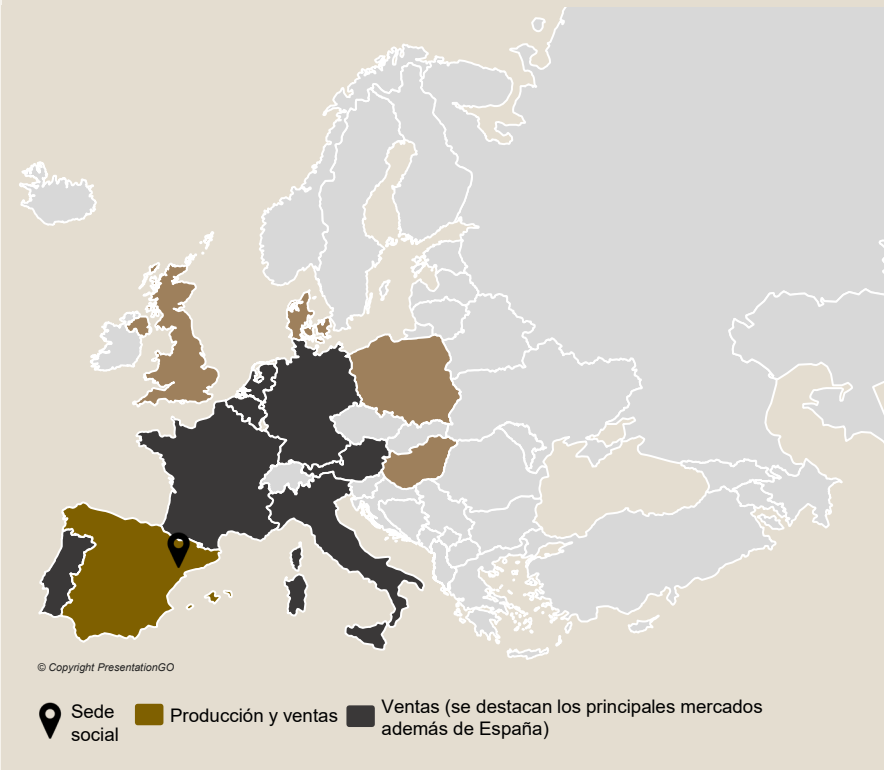 © Copyright PresentationGO
Sede
social
Producción y ventas
Ventas (se destacan los principales mercados
además de España)